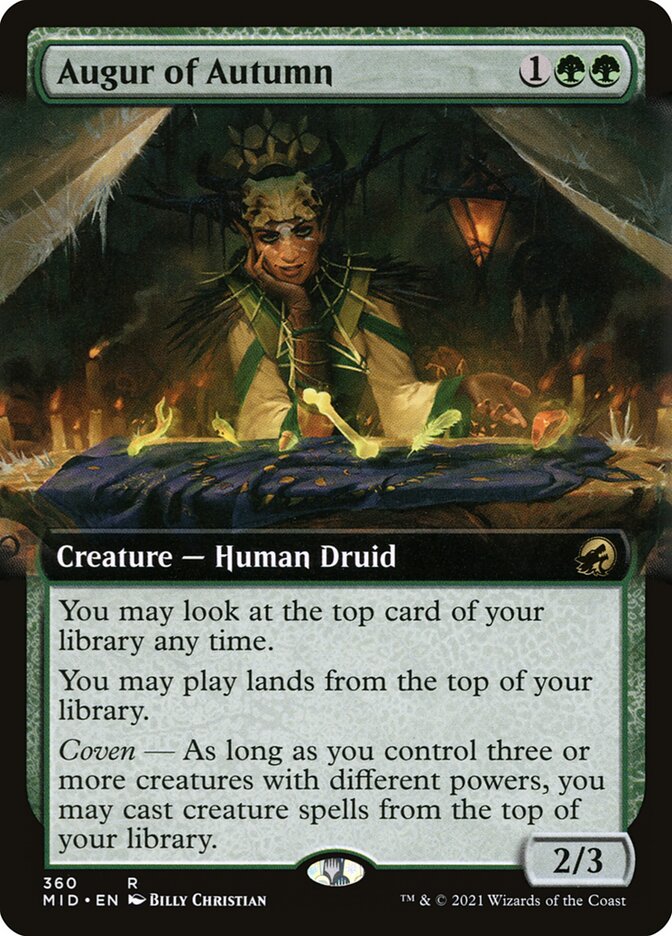 Augur of Autumn 1
Creature — Human Druid
You may look at the top card of your
library any time.
You may play lands from the top of your
library.
Coven — As long as you control three or
more creatures with different powers, you
may cast creature spells from the top of
your library.
2/3
360 R
MID • EN Billy Christian
™ & © 2021 Wizards of the Coast